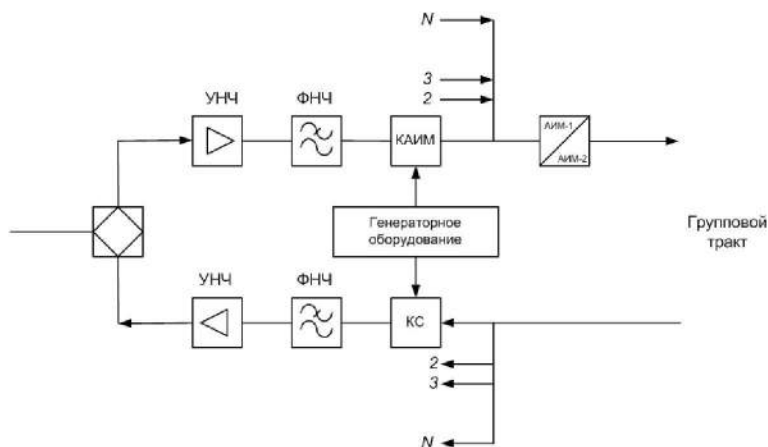 N
3
2
УНЧ
ФНЧ
КАИМ
АИМ-1
АИМ-2
Генераторное
оборудование
Групповой
тракт
УНЧ
ФНЧ
КС
2
3
N